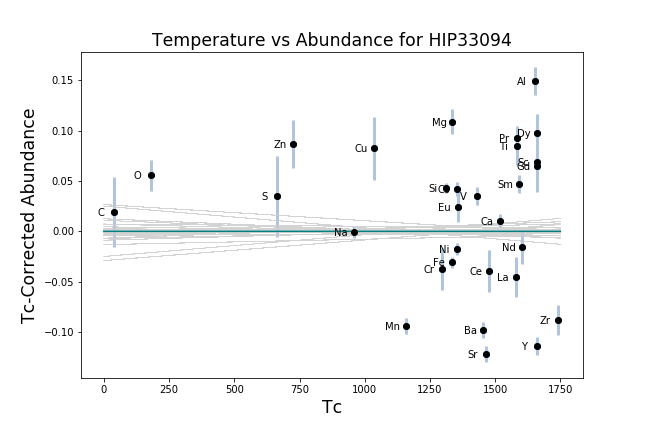 Temperature vs Abundance for HIP33094
Tc-Corrected Abundance
0.15
0.10
0.05
0.00
−0.05
−0.10
Al
Mg
Dy
Pr
Ti
Zn
Cu
Sc
Gd
O
Sm
Si
V
S
Eu
C
Ca
Na
Ni
Nd
Fe
Cr
Ce
La
Mn
Ba
Zr
Y
Sr
0
250
500
750
1000
1250
1500
1750
Tc